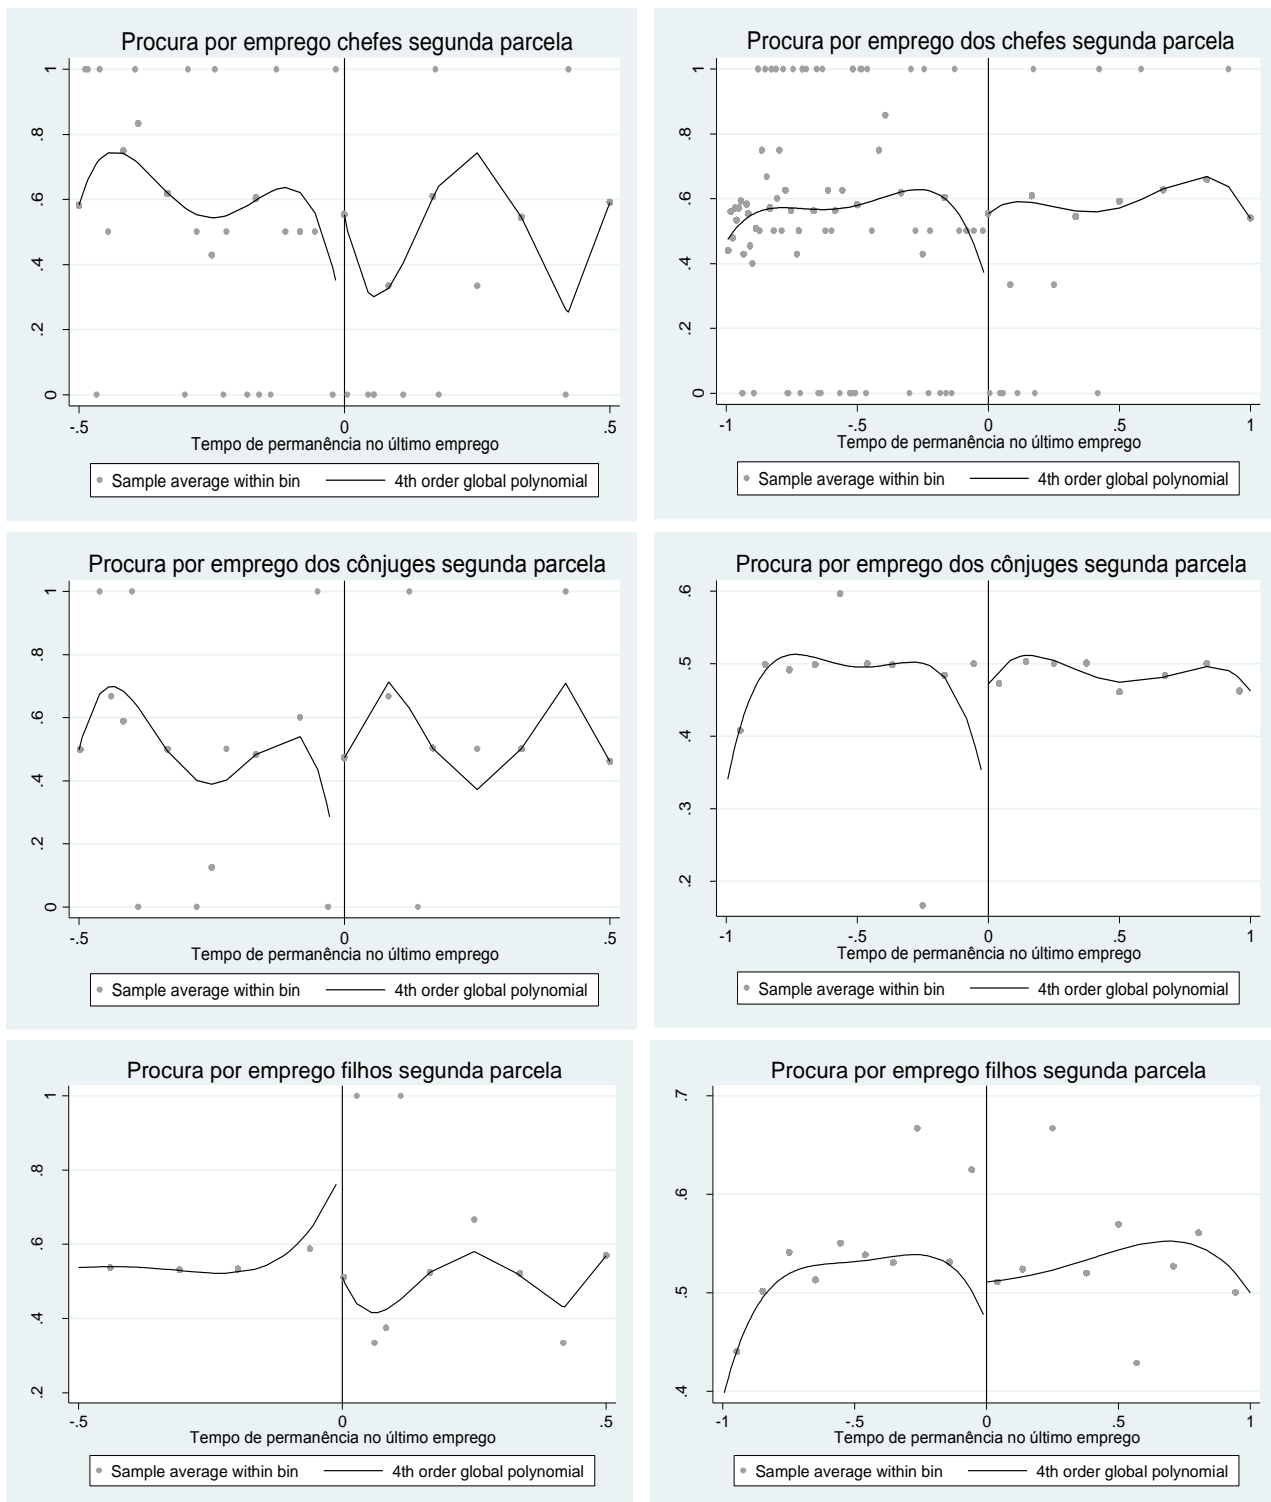 Procura por emprego chefes segunda parcela
1
.8
.6
.4
.2
0
-.5 0 .5
Tempo de permanência no último emprego
Sample average within bin 4th order global polynomial
Procura por emprego dos chefes segunda parcela
1
.8
.6
.4
.2
0
-1 -.5 0 .5 1
Tempo de permanência no último emprego
Sample average within bin 4th order global polynomial
Procura por emprego dos cônjuges segunda parcela
1
.8
.6
.4
.2
0
-.5 0 .5
Tempo de permanência no último emprego
Sample average within bin 4th order global polynomial
Procura por emprego dos cônjuges segunda parcela
.6
.5
.4
.3
.2
-1 -.5 0 .5 1
Tempo de permanência no último emprego
Sample average within bin 4th order global polynomial
Procura por emprego filhos segunda parcela
1
.8
.6
.4
.2
-.5 0 .5
Tempo de permanência no último emprego
Sample average within bin 4th order global polynomial
Procura por emprego filhos segunda parcela
.7
.6
.5
.4
-1 -.5 0 .5 1
Tempo de permanência no último emprego
Sample average within bin 4th order global polynomial